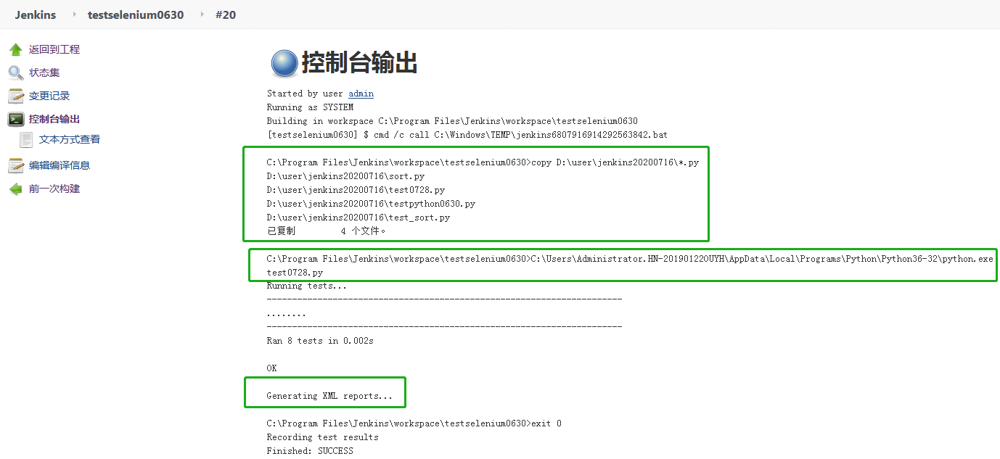 Jenkins testselenium0630 #20
返回到工程
状态集
变更记录
控制台输出
文本方式查看
编辑编译信息
前一次构建
控制台输出
Started by user admin
Running as SYSTEM
Building in workspace C:\Program Files\Jenkins\workspace\testselenium0630
[testselenium0630] $ cmd /c call C:\Windows\TEMP\jenkins6807916914292563842.bat
C:\Program Files\Jenkins\workspace\testselenium0630>copy D:\user\jenkins20200716\*.py
D:\user\jenkins20200716\sort.py
D:\user\jenkins20200716\test0728.py
D:\user\jenkins20200716\testpython0630.py
D:\user\jenkins20200716\test_sort.py
已复制         4 个文件。
C:\Program Files\Jenkins\workspace\testselenium0630>C:\Users\Administrator.HN-20190122OUYH\AppData\Local\Programs\Python\Python36-32\python.exe
test0728.py
Running tests...
----------------------------------------------------------------------
........
----------------------------------------------------------------------
Ran 8 tests in 0.002s
OK
Generating XML reports...
C:\Program Files\Jenkins\workspace\testselenium0630>exit 0
Recording test results
Finished: SUCCESS